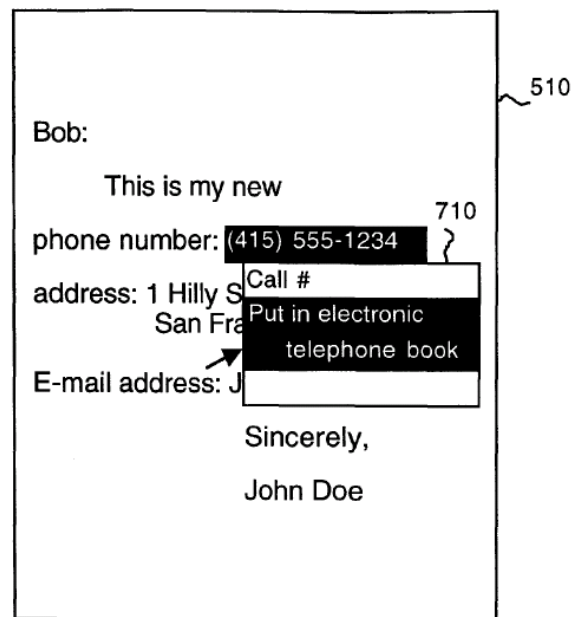 510
Bob:
This is my new
710
phone number: (415) 555-1234
Call #
address: 1 Hilly S
Put in electronic
San Fra
telephone book
E-mail address: J
Sincerely,
John Doe